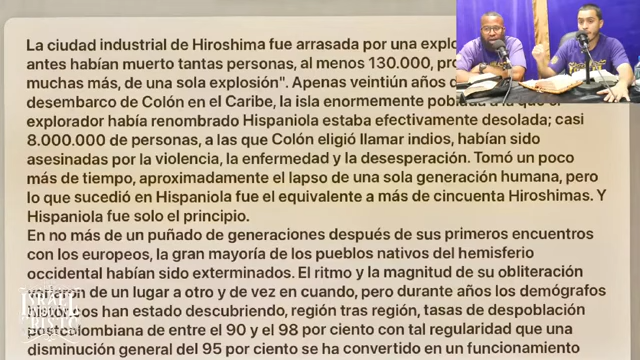 La ciudad industrial de Hiroshima fue arrasada por una explo
antes habían muerto tantas personas, al menos 130.000, pro
muchas más, de una sola explosión". Apenas veintiún años
desembarco de Colón en el Caribe, la isla enormemente poblada a la que
explorador había renombrado Hispaniola estaba efectivamente desolada; casi
8.000.000 de personas, a las que Colón eligió llamar indios, habían sido
asesinadas por la violencia, la enfermedad y la desesperación. Tomó un poco
más de tiempo, aproximadamente el lapso de una sola generación humana, pero
lo que sucedió en Hispaniola fue el equivalente a más de cincuenta Hiroshimas. Y
Hispaniola fue solo el principio.
En no más de un puñado de generaciones después de sus primeros encuentros
con los europeos, la gran mayoría de los pueblos nativos del hemisferio
occidental habían sido exterminados. El ritmo y la magnitud de su obliteración
variaron de un lugar a otro y de vez en cuando, pero durante años los demógrafos
históricos han estado descubriendo, región tras región, tasas de despoblación
postcolombiana de entre el 90 y el 98 por ciento con tal regularidad que una
disminución general del 95 por ciento se ha convertido en un funcionamiento
ISRAEL
CRISTO